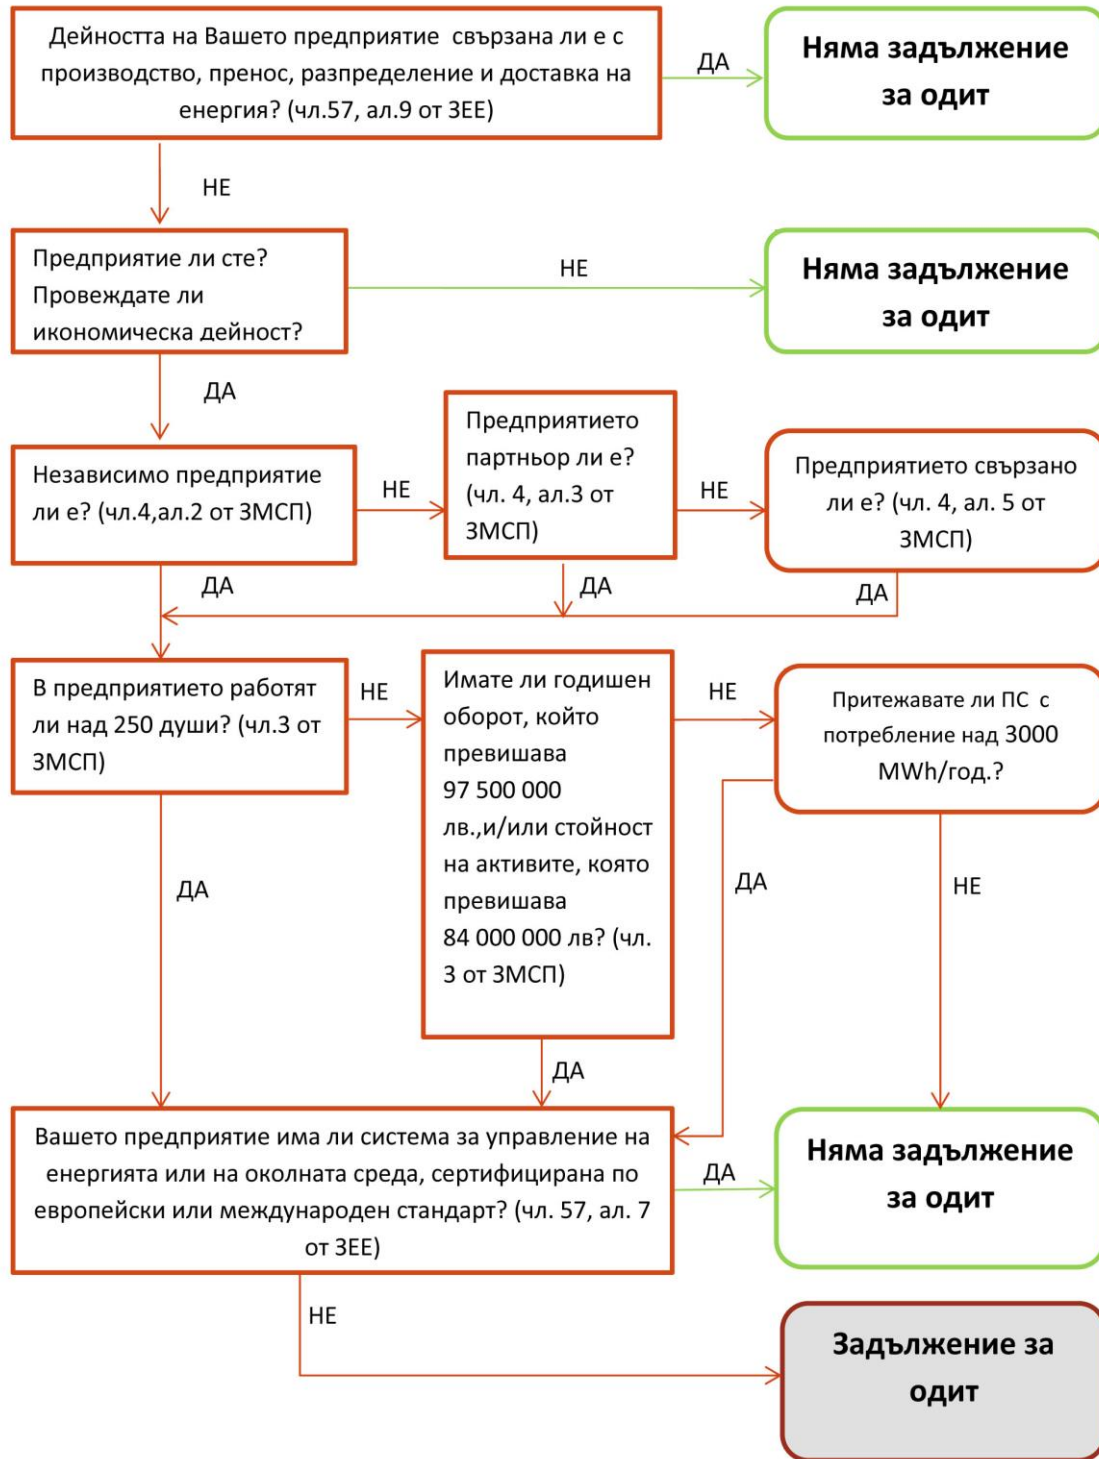 Дейността на Вашето предприятие свързана ли е с
производство, пренос, разпределение и доставка на
енергия? (чл.57, ал.9 от ЗЕЕ)
ДА
Няма задължение
за одит
НЕ
Предприятие ли сте?
Провеждате ли
икономическа дейност?
НЕ
Няма задължение
за одит
ДА
Независимо предприятие
ли е? (чл.4,ал.2 от ЗМСП)
НЕ
Предприятието
партньор ли е?
(чл. 4, ал.3 от
ЗМСП)
НЕ
Предприятието свързано
ли е? (чл. 4, ал. 5 от
ЗМСП)
ДА
ДА
ДА
В предприятието работят
ли над 250 души? (чл.3 от
ЗМСП)
НЕ
Имате ли годишен
оборот, който
превишава
97 500 000
лв.,и/или стойност
на активите, която
превишава
84 000 000 лв? (чл.
3 от ЗМСП)
НЕ
Притежавате ли ПС с
потребление над 3000
MWh/год.?
ДА
ДА
НЕ
ДА
Вашето предприятие има ли система за управление на
енергията или на околната среда, сертифицирана по
европейски или международен стандарт? (чл. 57, ал. 7
от ЗЕЕ)
ДА
Няма задължение
за одит
НЕ
Задължение за
одит